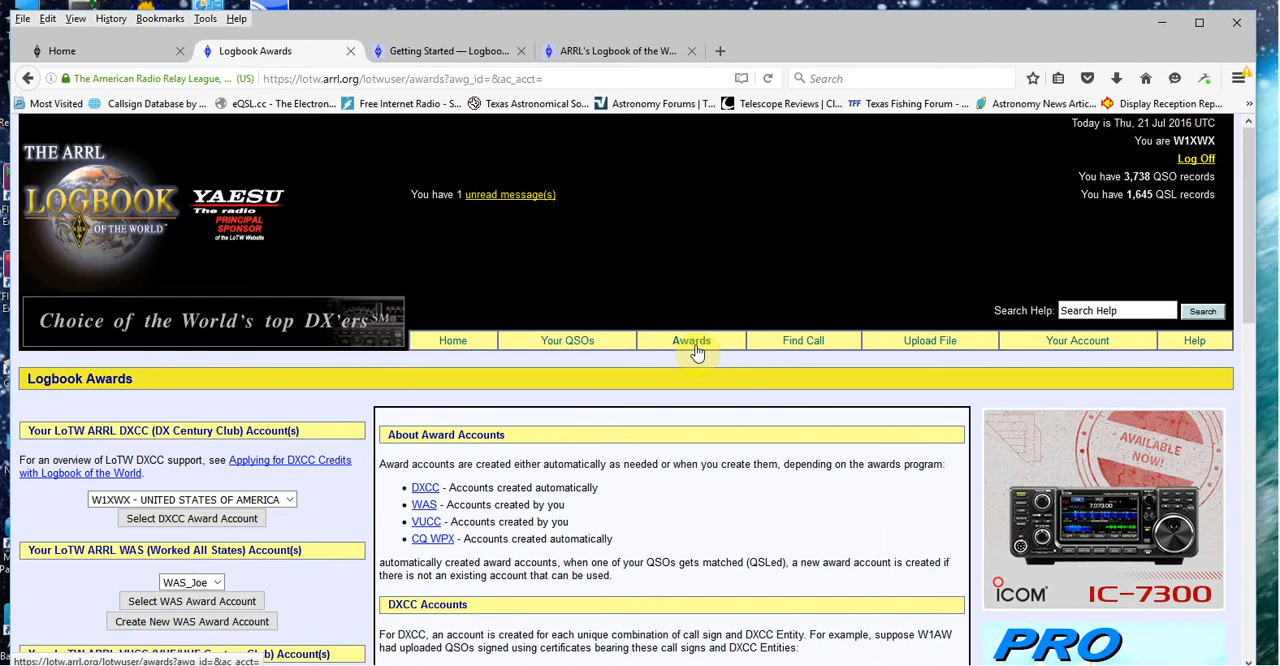 File Edit View History Bookmarks Tools Help
Home Logbook Awards Getting Started — Logboo... ARRL's Logbook of the W...
The American Radio Relay League, ... (US) https://lotw.arrl.org/lotwuser/awards?awg_id=&ac_acct= Search
Most Visited Callsign Database by ... eQSL.cc - The Electron... Free Internet Radio - S... Texas Astronomical So... Astronomy Forums | T... Telescope Reviews | Cl... TFF Texas Fishing Forum - ... Astronomy News Artic... Display Reception Rep... »
Today is Thu, 21 Jul 2016 UTC
You are W1XWX
Log Off
You have 3,738 QSO records
You have 1,645 QSL records
THE ARRL
LOGBOOK
OF THE WORLD
YAESU
The radio
PRINCIPAL
SPONSOR
of the LoTW Website
You have 1 unread message(s)
Choice of the World's top DX'ers SM
Search Help: Search Help Search
Home Your QSOs Awards Find Call Upload File Your Account Help
Logbook Awards
Your LoTW ARRL DXCC (DX Century Club) Account(s)
For an overview of LoTW DXCC support, see Applying for DXCC Credits
with Logbook of the World.
W1XWX - UNITED STATES OF AMERICA
Select DXCC Award Account
Your LoTW ARRL WAS (Worked All States) Account(s)
WAS_Joe
Select WAS Award Account
Create New WAS Award Account
About Award Accounts
Award accounts are created either automatically as needed or when you create them, depending on the awards program:
• DXCC - Accounts created automatically
• WAS - Accounts created by you
• VUCC - Accounts created by you
• CQ WPX - Accounts created automatically
automatically created award accounts, when one of your QSOs gets matched (QSLed), a new award account is created if
there is not an existing account that can be used.
DXCC Accounts
For DXCC, an account is created for each unique combination of call sign and DXCC Entity. For example, suppose W1AW
had uploaded QSOs signed using certificates bearing these call signs and DXCC Entities:
AVAILABLE
NOW!
ICOM IC-7300
PRO
https://lotw.arrl.org/lotwuser/awards?awg_id=&ac_acct=